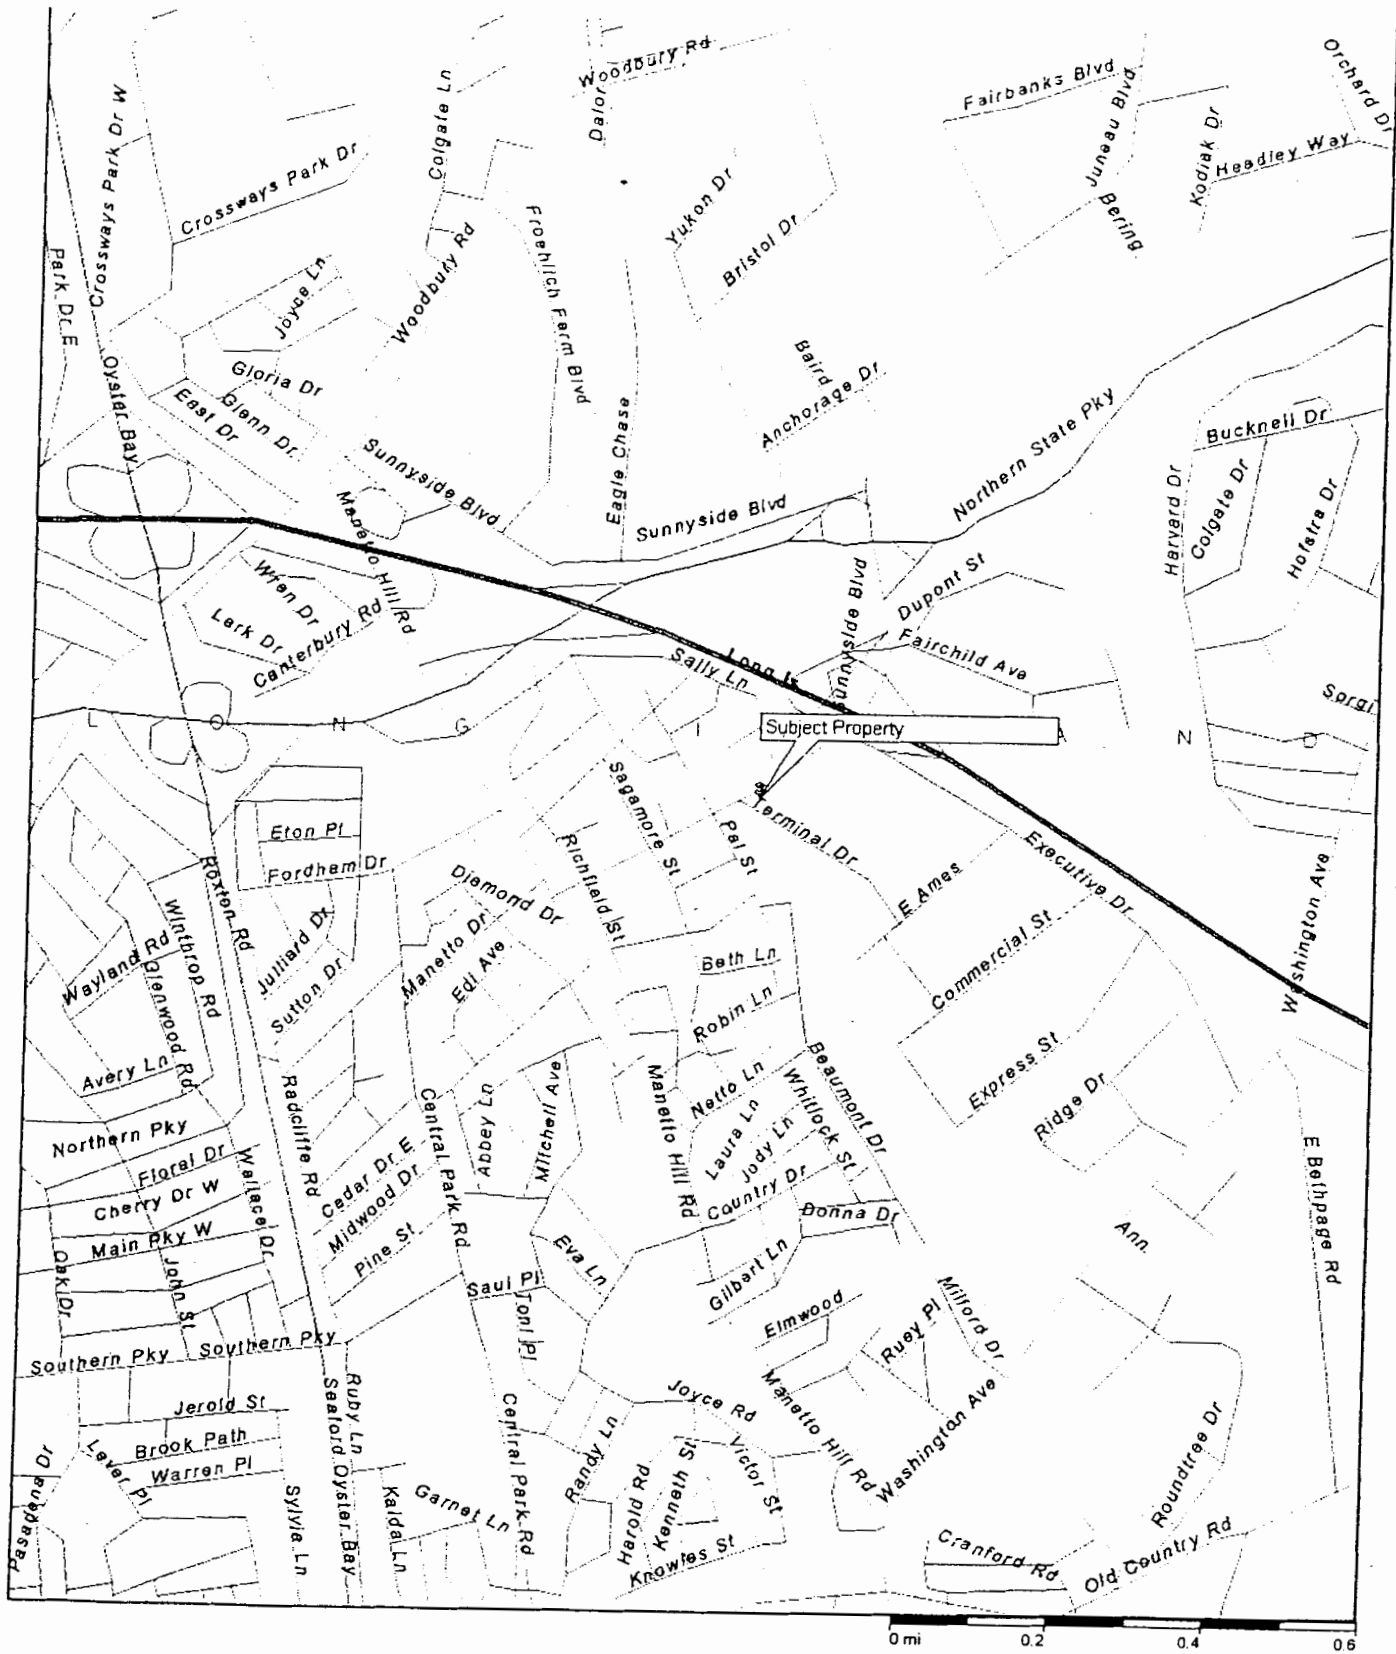 Woodbury Rd
Orchard Dr
Fairbanks Blvd
Juneau Blvd
Crossways Park Dr W
Colgate Ln
Kodiak Dr
Headley Way
Crossways Park Dr
Yukon Dr
Bering
Bristol Dr
Froehlich Farm Blvd
Woodbury Rd
Park Dr E
Joyce Ln
Oyster Bay
Gloria Dr
Glenn Dr
East Dr
Baird
Anchorage Dr
Eagle Chase
Northern State Pky
Bucknell Dr
Sunnyside Blvd
Sunnyside Blvd
Harvard Dr
Colgate Dr
Hofstra Dr
Manetto Hill Rd
Wren Dr
Lark Dr
Canterbury Rd
Sunnyside Blvd
Dupont St
Fairchild Ave
Sally Ln
Long Is
Sorgi
L O N G I A N D
Subject Property
Sagamore St
Terminal Dr
Pal St
Eton Pl
Fordham Dr
Richfield St
Diamond Dr
Executive Dr
E Ames
Roxton Rd
Washington Ave
Winthrop Rd
Julliard Dr
Manetto Dr
Edi Ave
Commercial St
Wayland Rd
Glenwood Rd
Sutton Dr
Beth Ln
Robin Ln
Express St
Beaumont Dr
Avery Ln
Radcliffe Rd
Central Park Rd
Abbey Ln
Mitchell Ave
Manetto Hill Rd
Netto Ln
Whitlock St
Ridge Dr
Northern Pky
Laura Ln
Jody Ln
E Bethpage Rd
Floral Dr
Wallace Dr
Cedar Dr E
Cherry Dr W
Midwood Dr
Country Dr
Donna Dr
Main Pky W
Pine St
Eva Ln
Ann
Oak Dr
John St
Saul Pl
Gilbert Ln
Toni Pl
Elmwood
Milford Dr
Ruey Pl
Southern Pky
Southern Pky
Ruby Ln
Joyce Rd
Manetto Hill Rd
Washington Ave
Jerold St
Seaford Oyster Bay
Central Park Rd
Randy Ln
Brook Path
Victor St
Roundtree Dr
Lever Pl
Warren Pl
Harold Rd
Kenneth St
Pasadena Dr
Sylvia Ln
Kalda Ln
Garnet Ln
Knowles St
Cranford Rd
Old Country Rd
0 mi 0.2 0.4 0.6